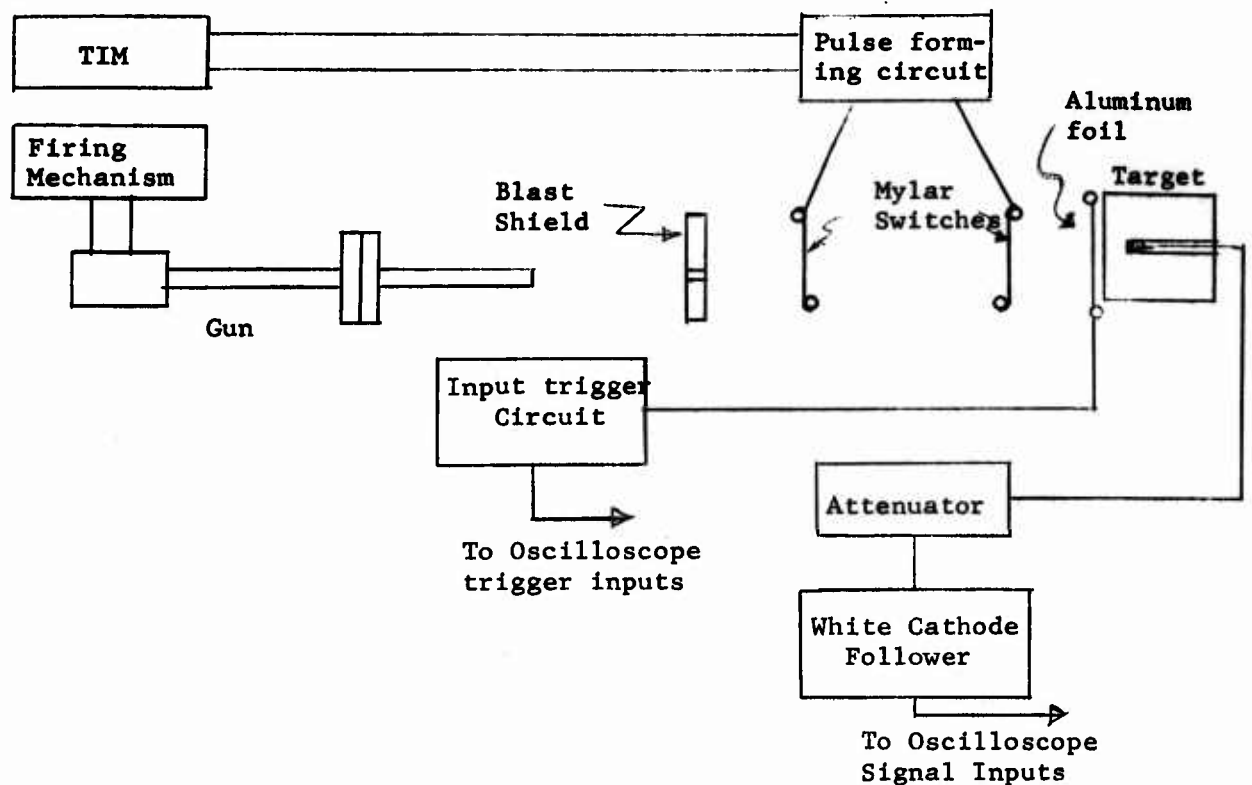 TIM
Pulse form-
ing circuit
Aluminum
foil
Firing
Mechanism
Blast
Shield
Mylar
Switches
Target
Gun
Input trigger
Circuit
Attenuator
To Oscilloscope
trigger inputs
White Cathode
Follower
To Oscilloscope
Signal Inputs